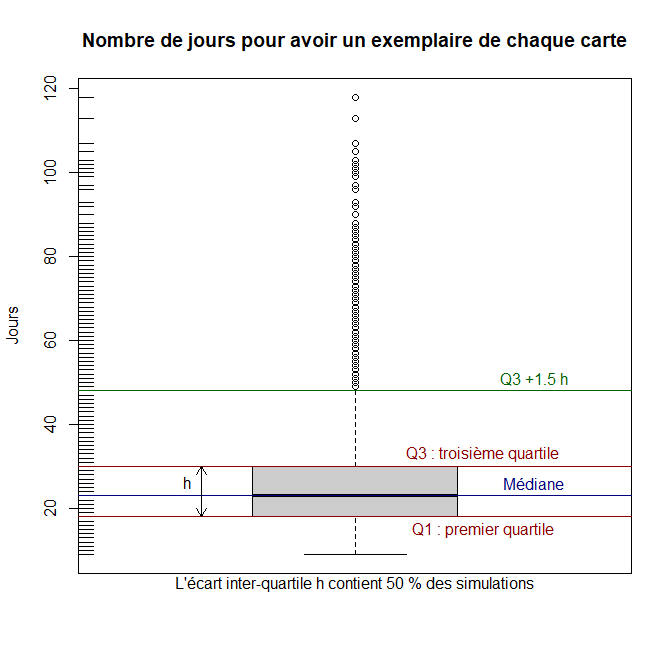 Nombre de jours pour avoir un exemplaire de chaque carte
120
100
80
60
40
20
Jours
Q3 +1.5 h
Q3 : troisième quartile
h
Médiane
Q1 : premier quartile
L'écart inter-quartile h contient 50 % des simulations